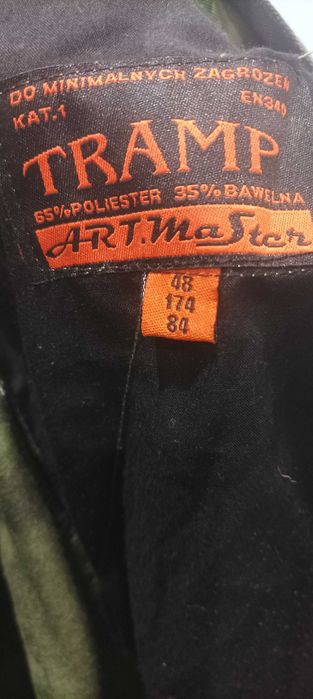 DO MINIMALNYCH ZAGROŻEŃ
KAT.1 EN340
TRAMP
65%POLIESTER 35%BAWEŁNA
ART.MaSter
48
174
84